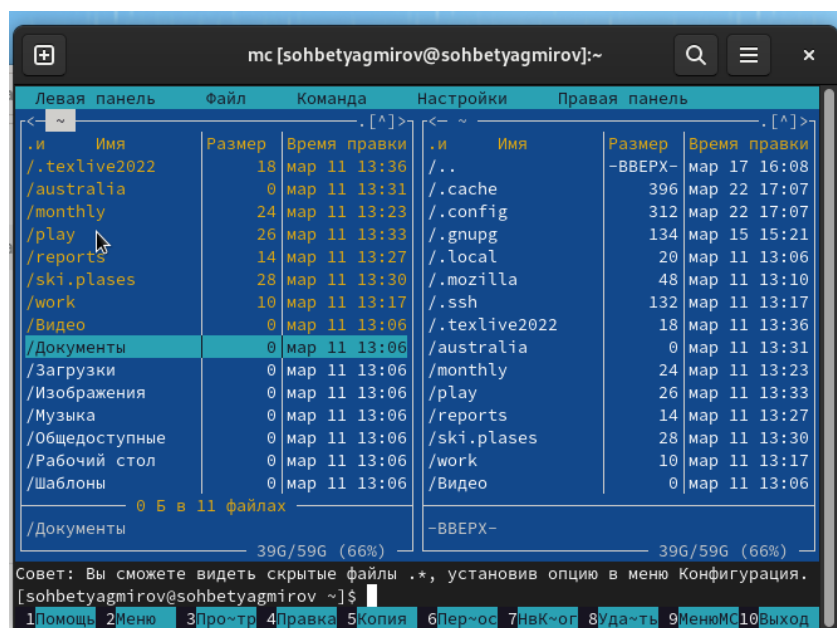 mc [sohbetyagmirov@sohbetyagmirov]:~
Левая панель Файл Команда Настройки Правая панель
<— ~ .[^]> <— ~ .[^]>
.и Имя Размер Время правки .и Имя Размер Время правки
/.texlive2022 18 мар 11 13:36 /.. -ВВЕРХ- мар 17 16:08
/australia 0 мар 11 13:31 /.cache 396 мар 22 17:07
/monthly 24 мар 11 13:23 /.config 312 мар 22 17:07
/play 26 мар 11 13:33 /.gnupg 134 мар 15 15:21
/reports 14 мар 11 13:27 /.local 20 мар 11 13:06
/ski.plases 28 мар 11 13:30 /.mozilla 48 мар 11 13:10
/work 10 мар 11 13:17 /.ssh 132 мар 11 13:17
/Видео 0 мар 11 13:06 /.texlive2022 18 мар 11 13:36
/Документы 0 мар 11 13:06 /australia 0 мар 11 13:31
/Загрузки 0 мар 11 13:06 /monthly 24 мар 11 13:23
/Изображения 0 мар 11 13:06 /play 26 мар 11 13:33
/Музыка 0 мар 11 13:06 /reports 14 мар 11 13:27
/Общедоступные 0 мар 11 13:06 /ski.plases 28 мар 11 13:30
/Рабочий стол 0 мар 11 13:06 /work 10 мар 11 13:17
/Шаблоны 0 мар 11 13:06 /Видео 0 мар 11 13:06
0 Б в 11 файлах
/Документы -ВВЕРХ-
39G/59G (66%) 39G/59G (66%)
Совет: Вы сможете видеть скрытые файлы .*, установив опцию в меню Конфигурация.
[sohbetyagmirov@sohbetyagmirov ~]$
1Помощь 2Меню 3Про~тр 4Правка 5Копия 6Пер~ос 7НвК~ог 8Уда~ть 9МенюМС 10Выход